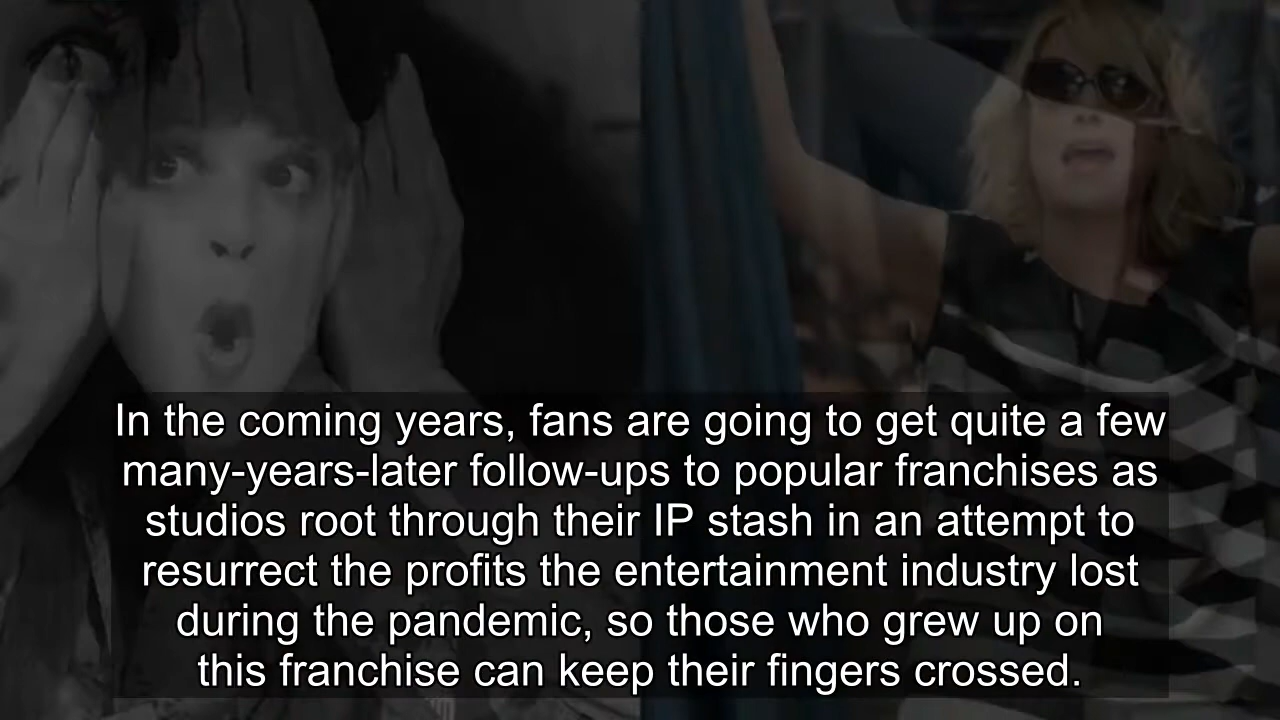 In the coming years, fans are going to get quite a few
many-years-later follow-ups to popular franchises as
studios root through their IP stash in an attempt to
resurrect the profits the entertainment industry lost
during the pandemic, so those who grew up on
this franchise can keep their fingers crossed.